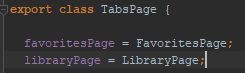 export class TabsPage {
favoritesPage = FavoritesPage;
libraryPage = LibraryPage;